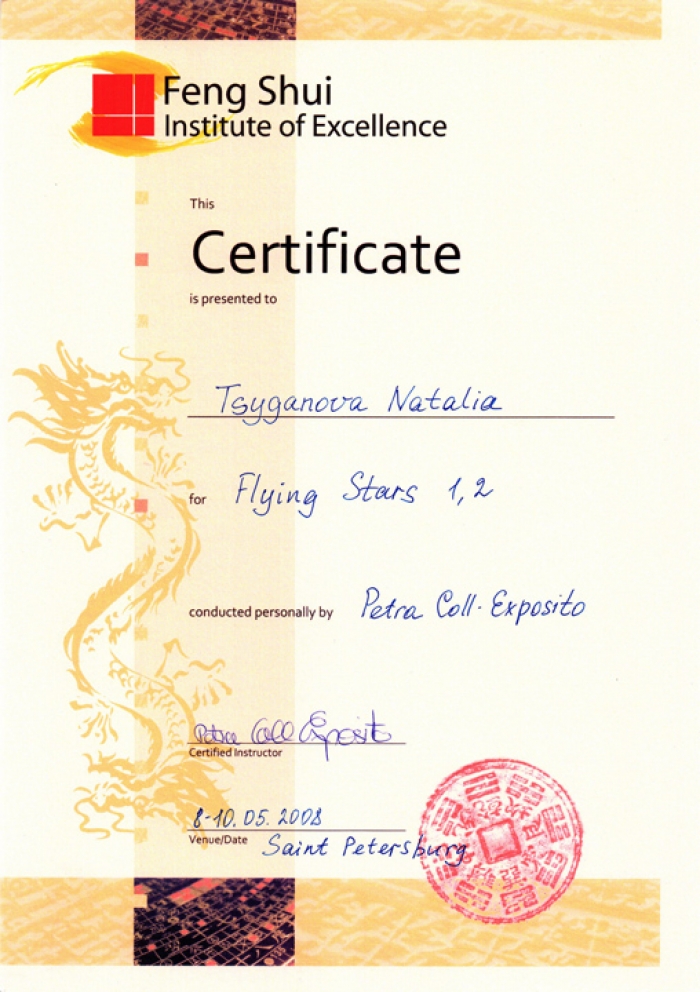 Feng Shui
Institute of Excellence
This
Certificate
is presented to
Tsyganova Natalia
for Flying Stars 1,2
conducted personally by Petra Coll-Exposito
Petra Coll Exposito
Certified Instructor
8-10.05.2008
Venue/Date Saint Petersburg